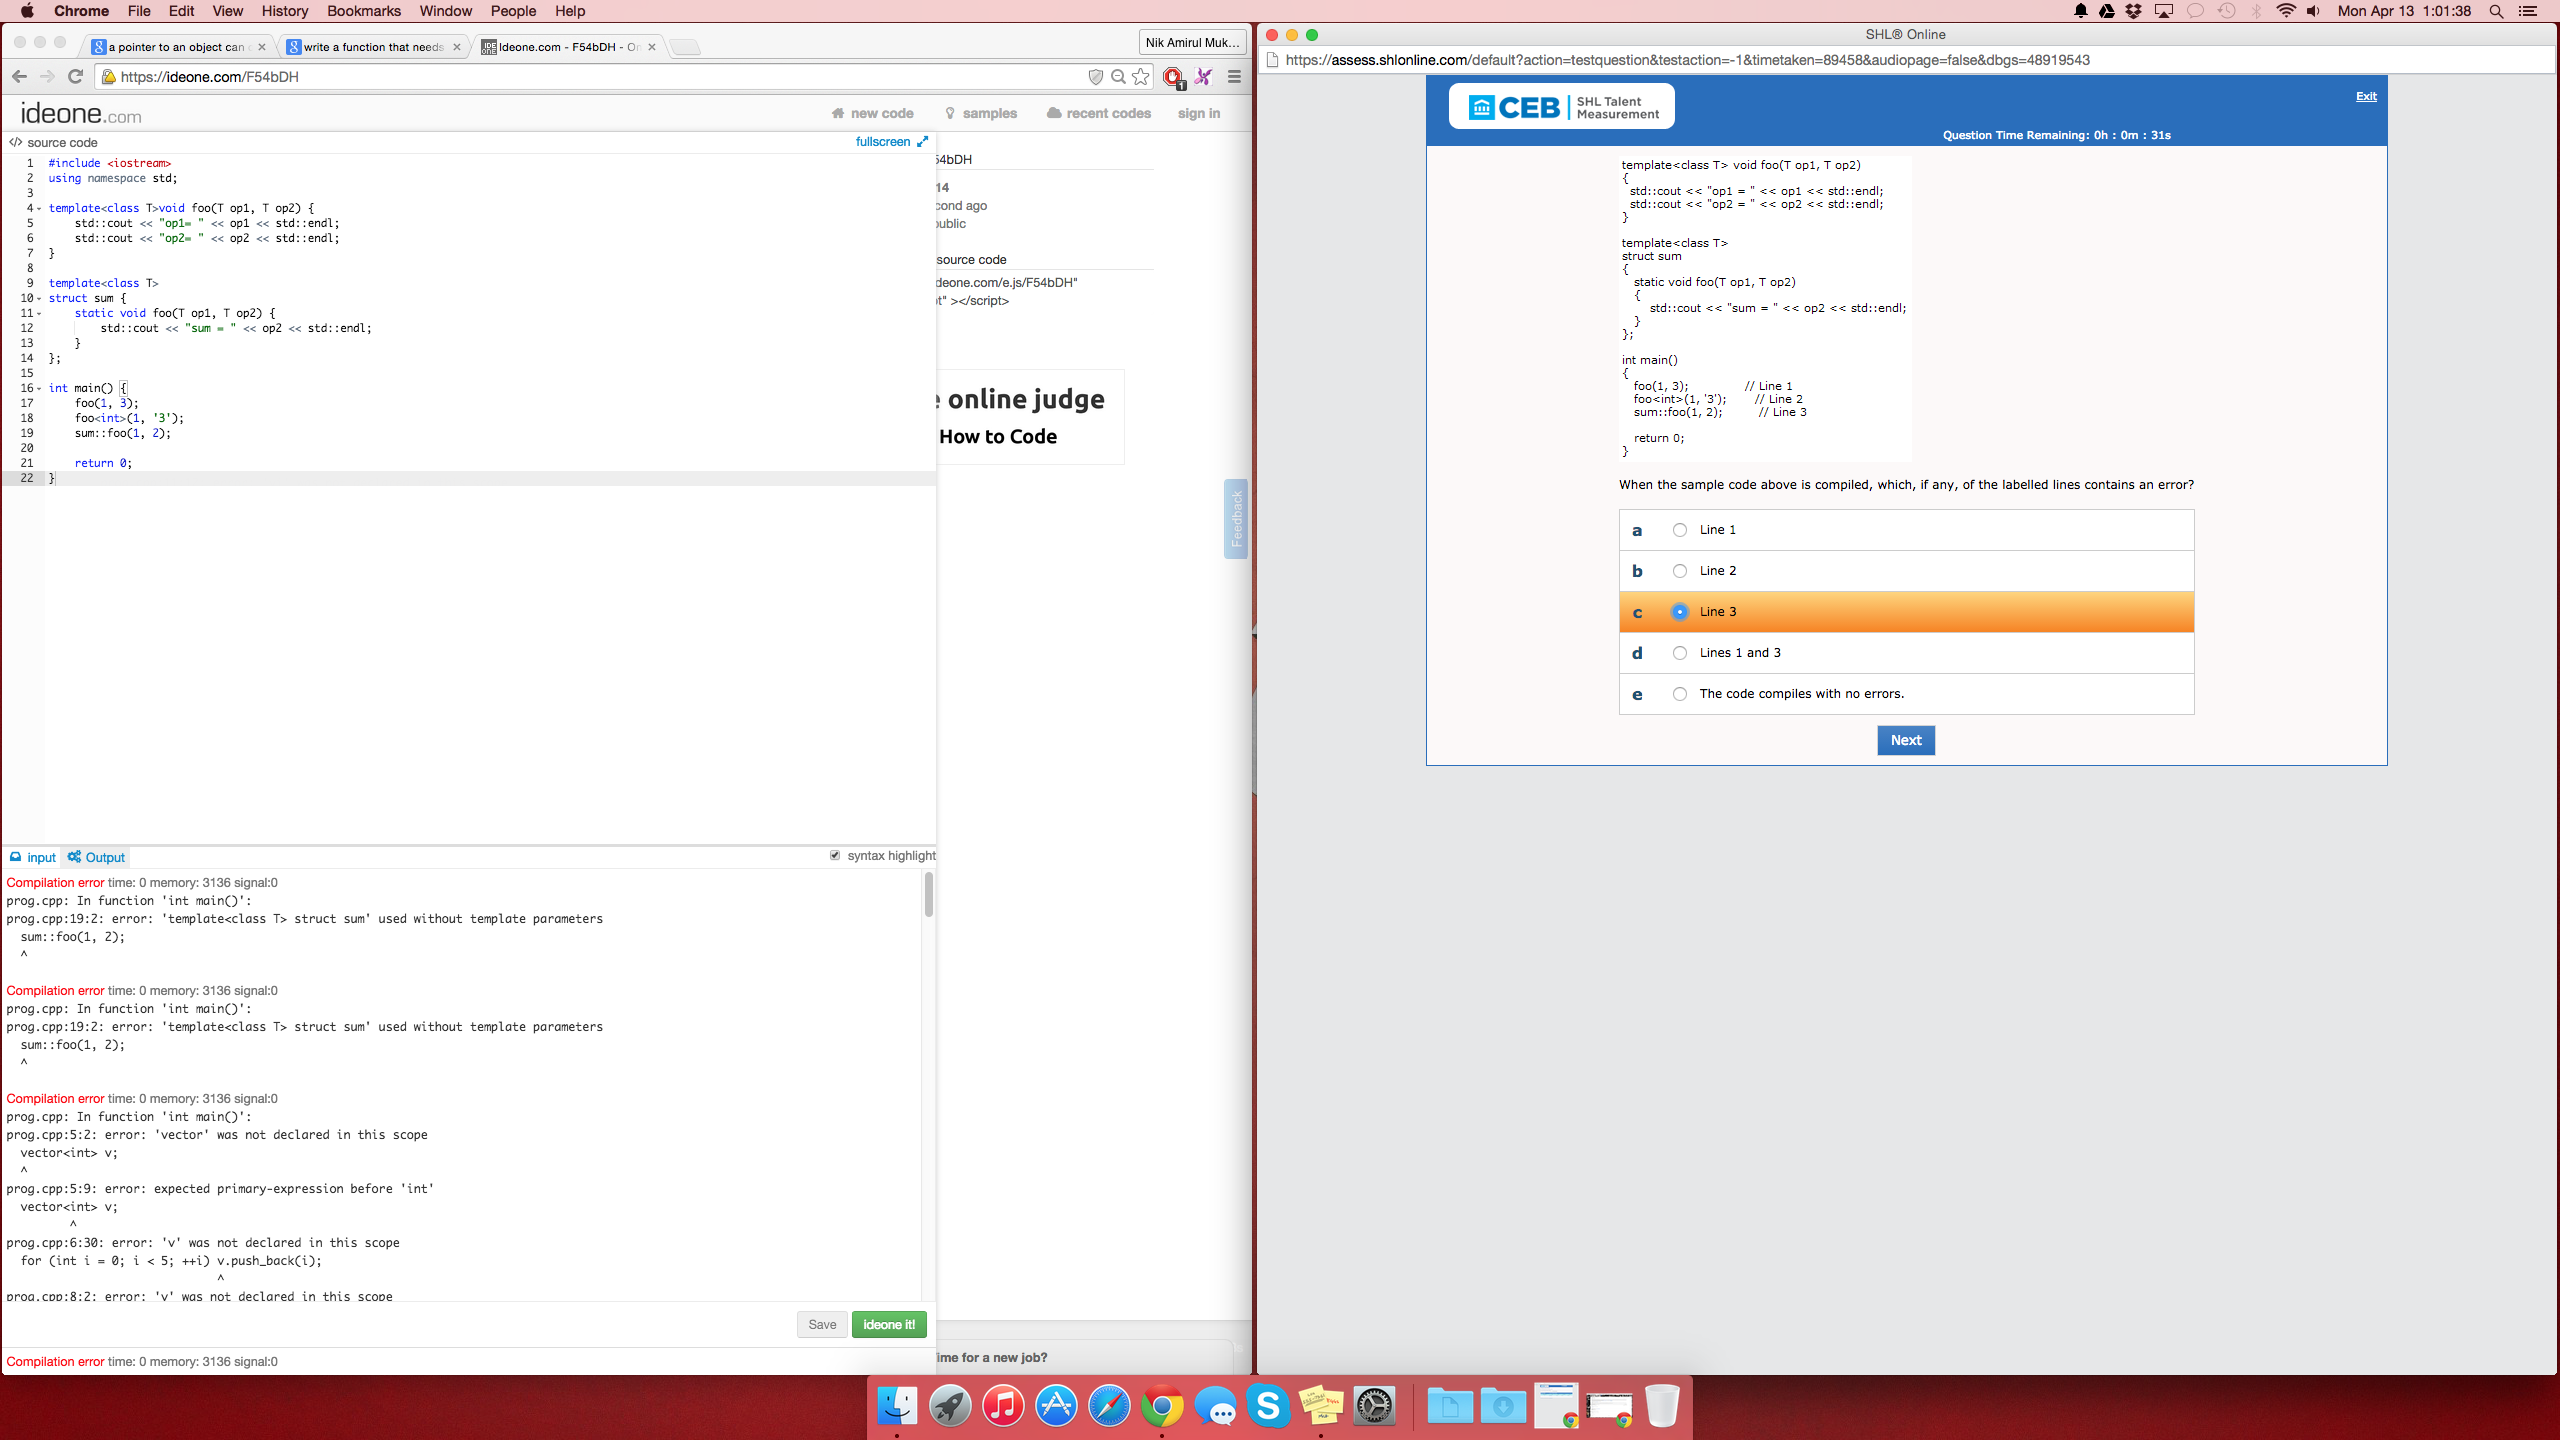 Chrome File Edit View History Bookmarks Window People Help
Mon Apr 13 1:01:38
a pointer to an object can
write a function that needs
Ideone.com - F54bDH - On
Nik Amirul Muk...
https://ideone.com/F54bDH
ideone.com
new code samples recent codes sign in
source code
fullscreen
1 #include <iostream>
2 using namespace std;
3
4 template<class T>void foo(T op1, T op2) {
5 std::cout << "op1= " << op1 << std::endl;
6 std::cout << "op2= " << op2 << std::endl;
7 }
8
9 template<class T>
10 struct sum {
11 static void foo(T op1, T op2) {
12 std::cout << "sum = " << op2 << std::endl;
13 }
14 };
15
16 int main() {
17 foo(1, 3);
18 foo<int>(1, '3');
19 sum::foo(1, 2);
20
21 return 0;
22 }
54bDH
14
cond ago
public
source code
deone.com/e.js/F54bDH"
t" ></script>
e online judge
How to Code
Feedback
input Output
syntax highlight
Compilation error time: 0 memory: 3136 signal:0
prog.cpp: In function 'int main()':
prog.cpp:19:2: error: 'template<class T> struct sum' used without template parameters
sum::foo(1, 2);
^
Compilation error time: 0 memory: 3136 signal:0
prog.cpp: In function 'int main()':
prog.cpp:19:2: error: 'template<class T> struct sum' used without template parameters
sum::foo(1, 2);
^
Compilation error time: 0 memory: 3136 signal:0
prog.cpp: In function 'int main()':
prog.cpp:5:2: error: 'vector' was not declared in this scope
vector<int> v;
^
prog.cpp:5:9: error: expected primary-expression before 'int'
vector<int> v;
^
prog.cpp:6:30: error: 'v' was not declared in this scope
for (int i = 0; i < 5; ++i) v.push_back(i);
^
prog.cpp:8:2: error: 'v' was not declared in this scope
Save ideone it!
Compilation error time: 0 memory: 3136 signal:0
ime for a new job?
SHL® Online
https://assess.shlonline.com/default?action=testquestion&testaction=-1&timetaken=89458&audiopage=false&dbgs=48919543
CEB SHL Talent
Measurement
Exit
Question Time Remaining: 0h : 0m : 31s
template<class T> void foo(T op1, T op2)
{
std::cout << "op1 = " << op1 << std::endl;
std::cout << "op2 = " << op2 << std::endl;
}
template<class T>
struct sum
{
static void foo(T op1, T op2)
{
std::cout << "sum = " << op2 << std::endl;
}
};
int main()
{
foo(1, 3); // Line 1
foo<int>(1, '3'); // Line 2
sum::foo(1, 2); // Line 3
return 0;
}
When the sample code above is compiled, which, if any, of the labelled lines contains an error?
a Line 1
b Line 2
c Line 3
d Lines 1 and 3
e The code compiles with no errors.
Next